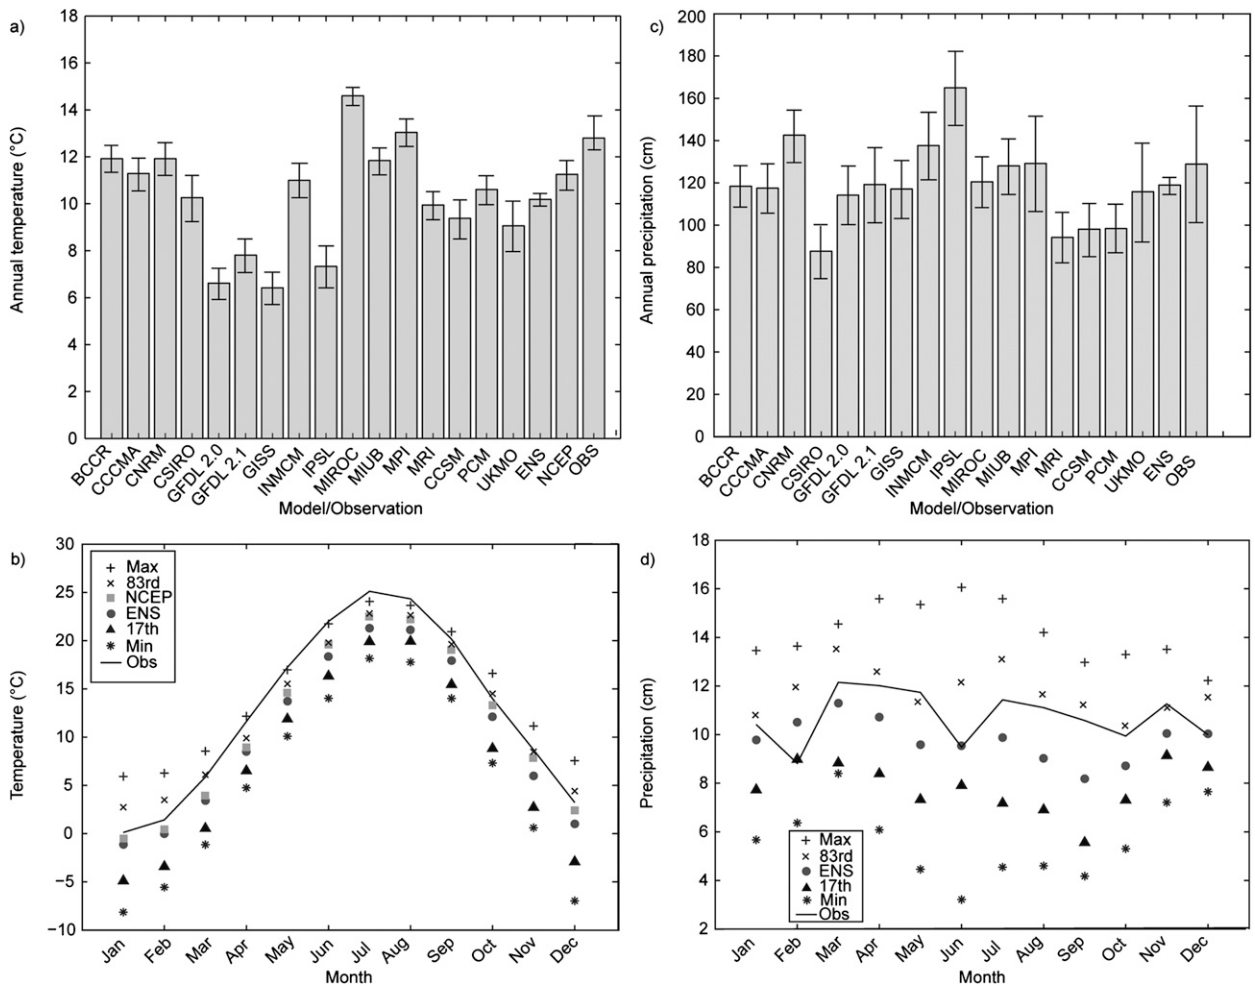 a)
18
16
14
12
10
8
6
4
2
0
Annual temperature (°C)
BCCR
CCCMA
CNRM
CSIRO
GFDL 2.0
GFDL 2.1
GISS
INMCM
IPSL
MIROC
MIUB
MPI
MRI
CCSM
PCM
UKMO
ENS
NCEP
OBS
Model/Observation
c)
200
180
160
140
120
100
80
60
40
20
0
Annual precipitation (cm)
BCCR
CCCMA
CNRM
CSIRO
GFDL 2.0
GFDL 2.1
GISS
INMCM
IPSL
MIROC
MIUB
MPI
MRI
CCSM
PCM
UKMO
ENS
OBS
Model/Observation
b)
30
25
20
15
10
5
0
−5
−10
Temperature (°C)
Max
83rd
NCEP
ENS
17th
Min
Obs
Jan
Feb
Mar
Apr
May
Jun
Jul
Aug
Sep
Oct
Nov
Dec
Month
d)
18
16
14
12
10
8
6
4
2
Precipitation (cm)
Max
83rd
ENS
17th
Min
Obs
Jan
Feb
Mar
Apr
May
Jun
Jul
Aug
Sep
Oct
Nov
Dec
Month